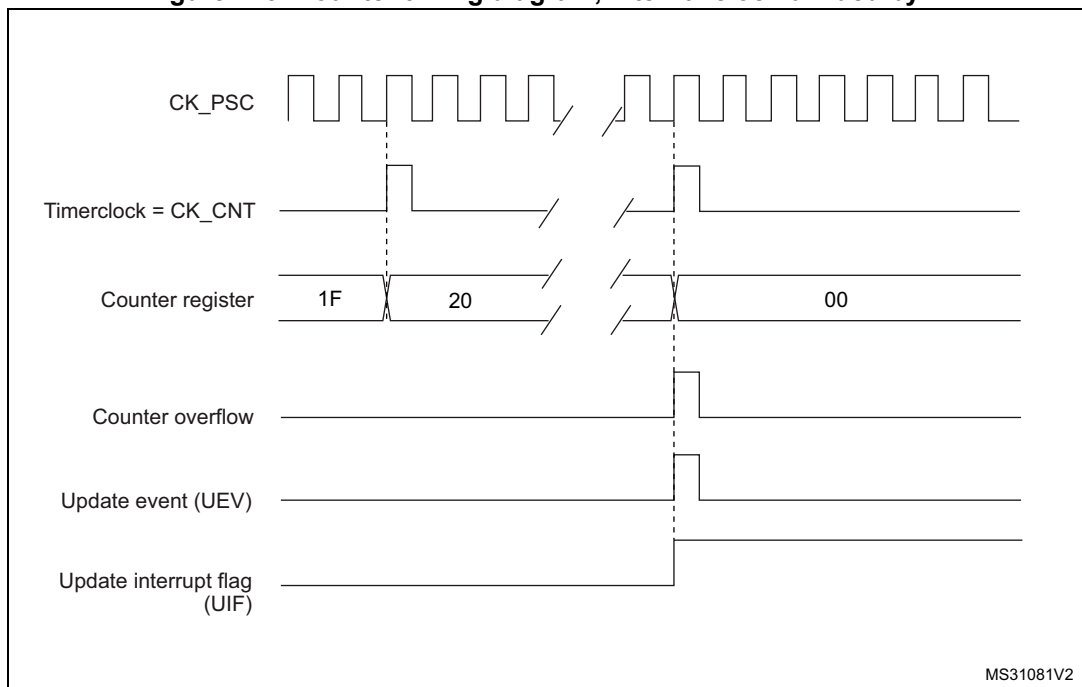 CK_PSC
Timerclock = CK_CNT
Counter register
1F
20
00
Counter overflow
Update event (UEV)
Update interrupt flag
(UIF)
MS31081V2